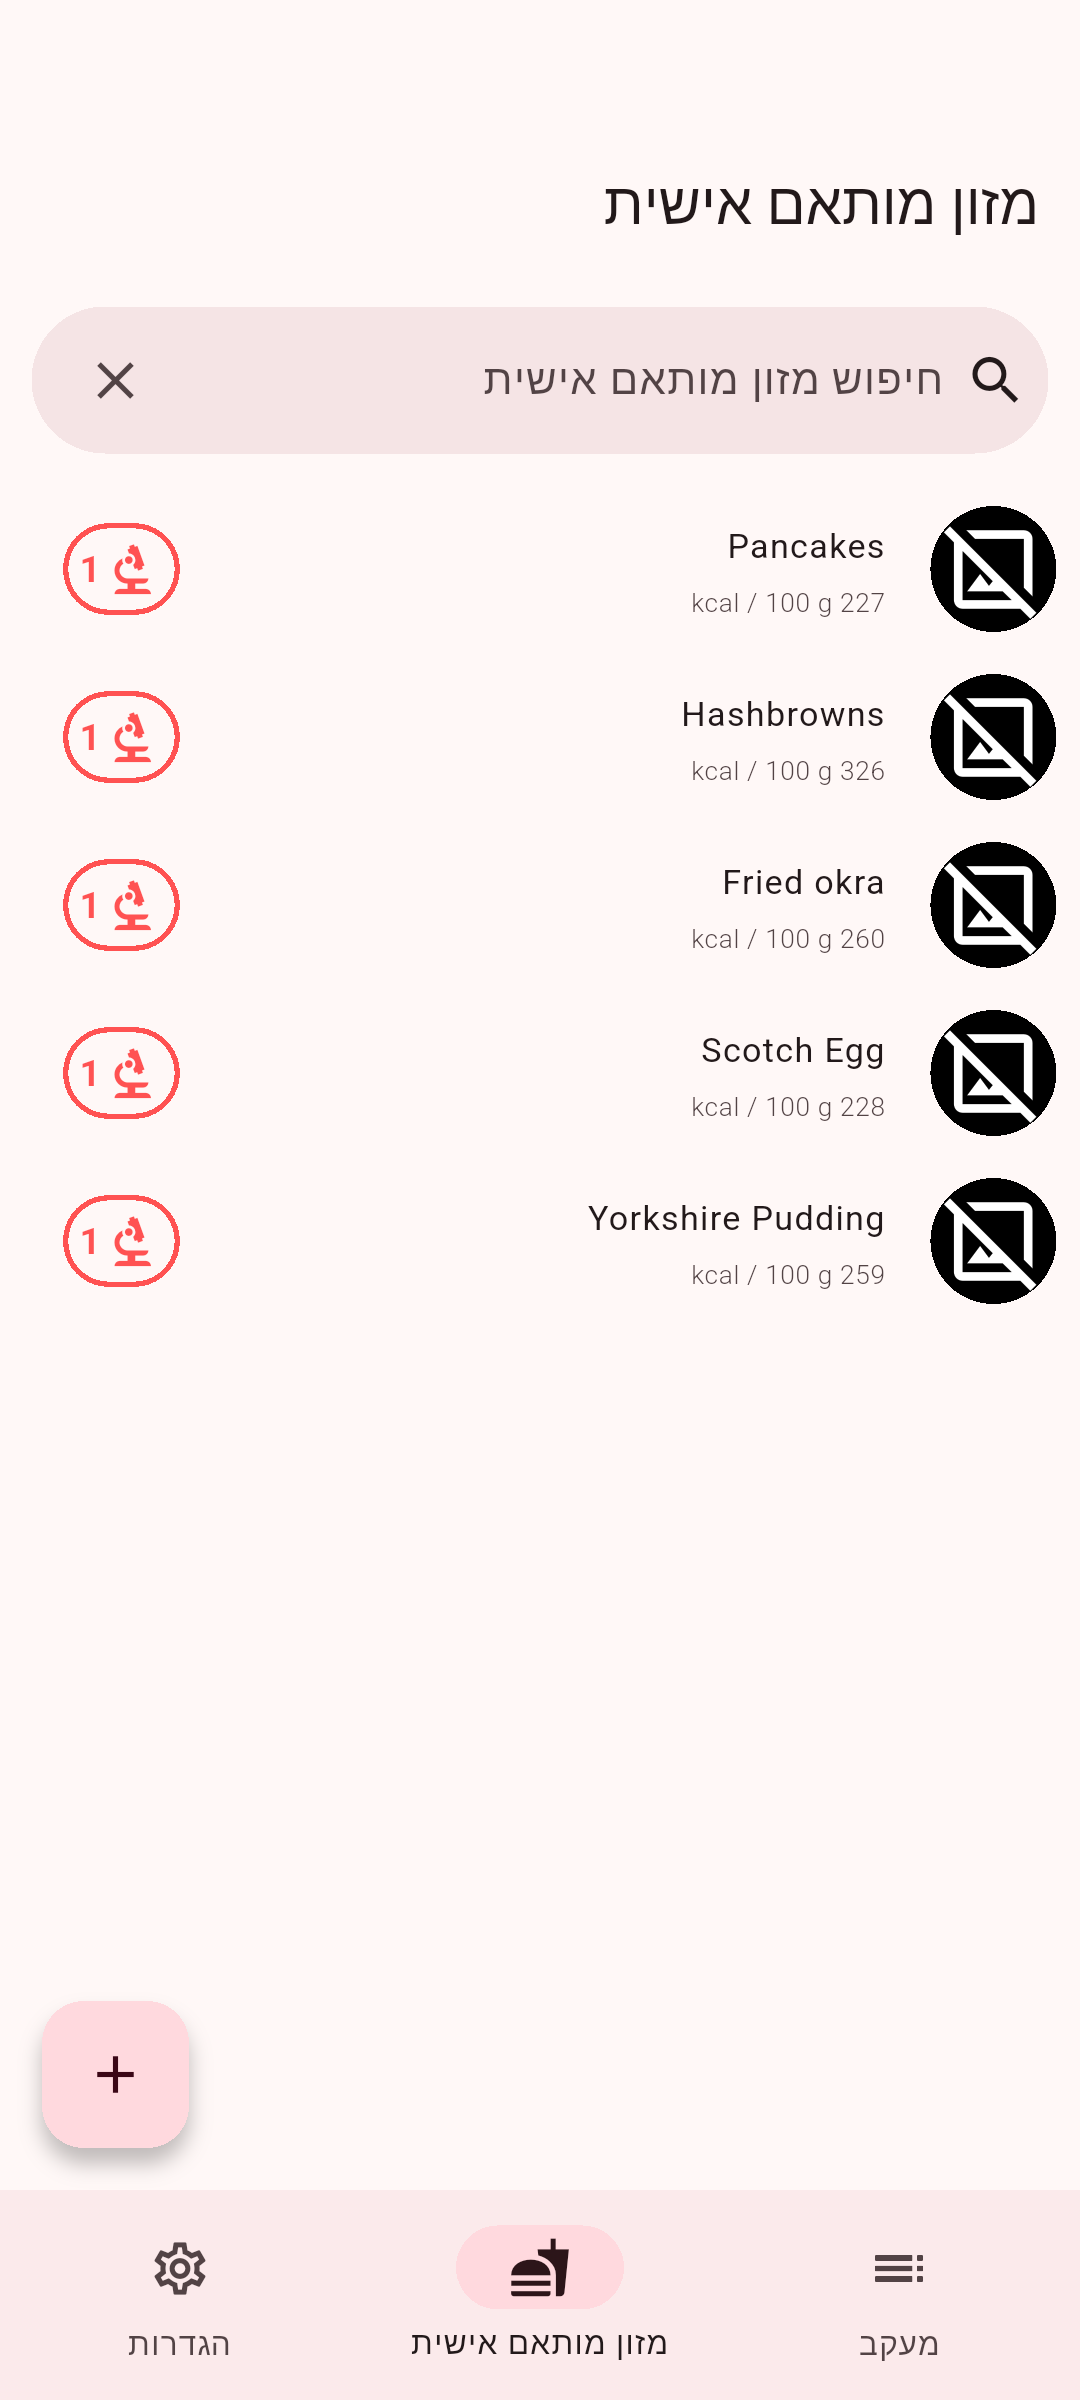 מזון מותאם אישית
חיפוש מזון מותאם אישית
Pancakes
kcal / 100 g 227
1
Hashbrowns
kcal / 100 g 326
1
Fried okra
kcal / 100 g 260
1
Scotch Egg
kcal / 100 g 228
1
Yorkshire Pudding
kcal / 100 g 259
1
מעקב
מזון מותאם אישית
הגדרות